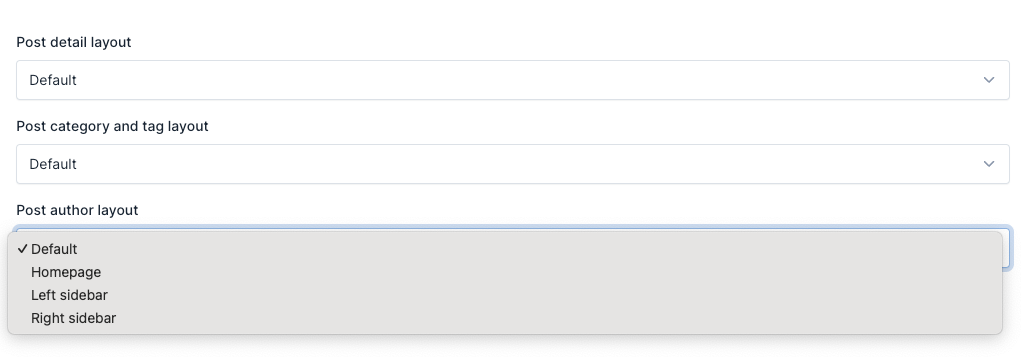 Post detail layout
Default
Post category and tag layout
Default
Post author layout
✓ Default
Homepage
Left sidebar
Right sidebar